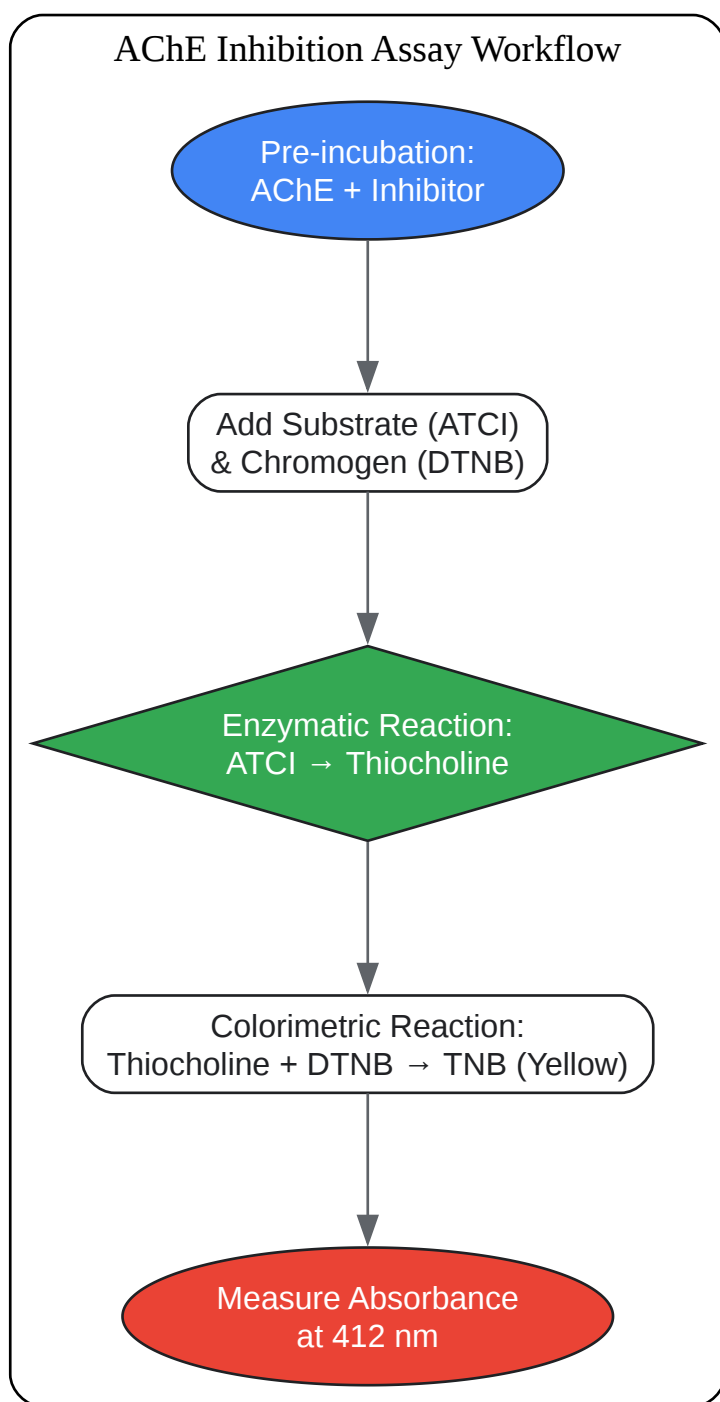 AChE Inhibition Assay Workflow
Pre-incubation:
AChE + Inhibitor
Add Substrate (ATCI)
& Chromogen (DTNB)
Enzymatic Reaction:
ATCI → Thiocholine
Colorimetric Reaction:
Thiocholine + DTNB → TNB (Yellow)
Measure Absorbance
at 412 nm